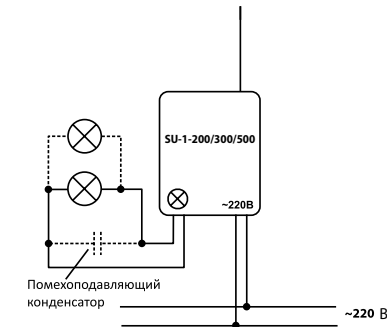 SU-1-200/300/500
~220В
Помехоподавляющий
конденсатор
~220 В